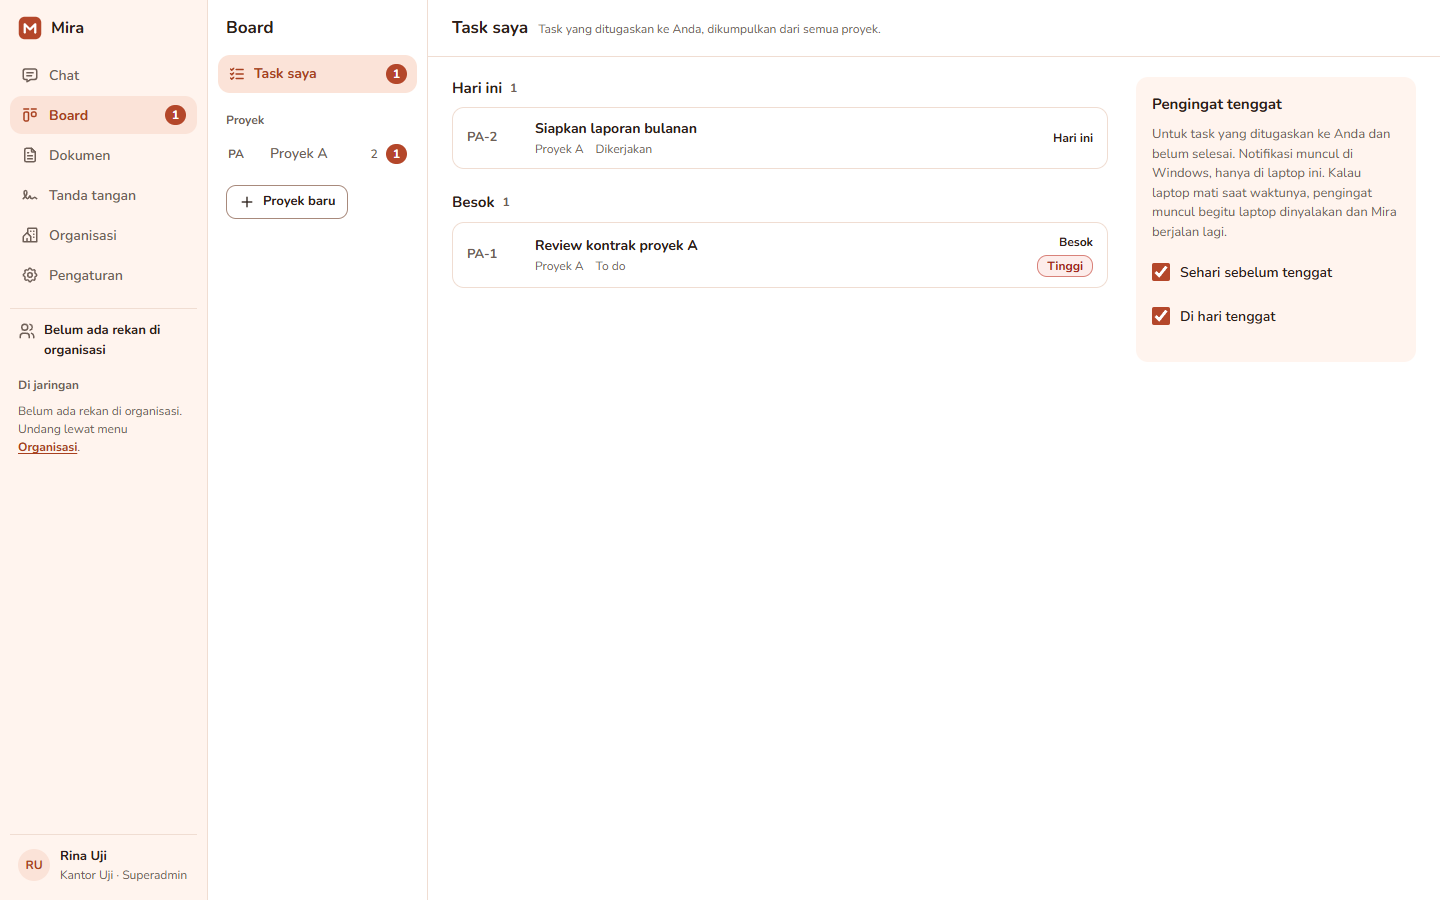 Mira
Chat
Board 1
Dokumen
Tanda tangan
Organisasi
Pengaturan
Belum ada rekan di
organisasi
Di jaringan
Belum ada rekan di organisasi.
Undang lewat menu
Organisasi.
RU
Rina Uji
Kantor Uji · Superadmin
Board
Task saya 1
Proyek
PA Proyek A 2 1
Proyek baru
Task saya Task yang ditugaskan ke Anda, dikumpulkan dari semua proyek.
Hari ini 1
PA-2
Siapkan laporan bulanan
Proyek A Dikerjakan
Hari ini
Besok 1
PA-1
Review kontrak proyek A
Proyek A To do
Besok
Tinggi
Pengingat tenggat
Untuk task yang ditugaskan ke Anda dan
belum selesai. Notifikasi muncul di
Windows, hanya di laptop ini. Kalau
laptop mati saat waktunya, pengingat
muncul begitu laptop dinyalakan dan Mira
berjalan lagi.
Sehari sebelum tenggat
Di hari tenggat